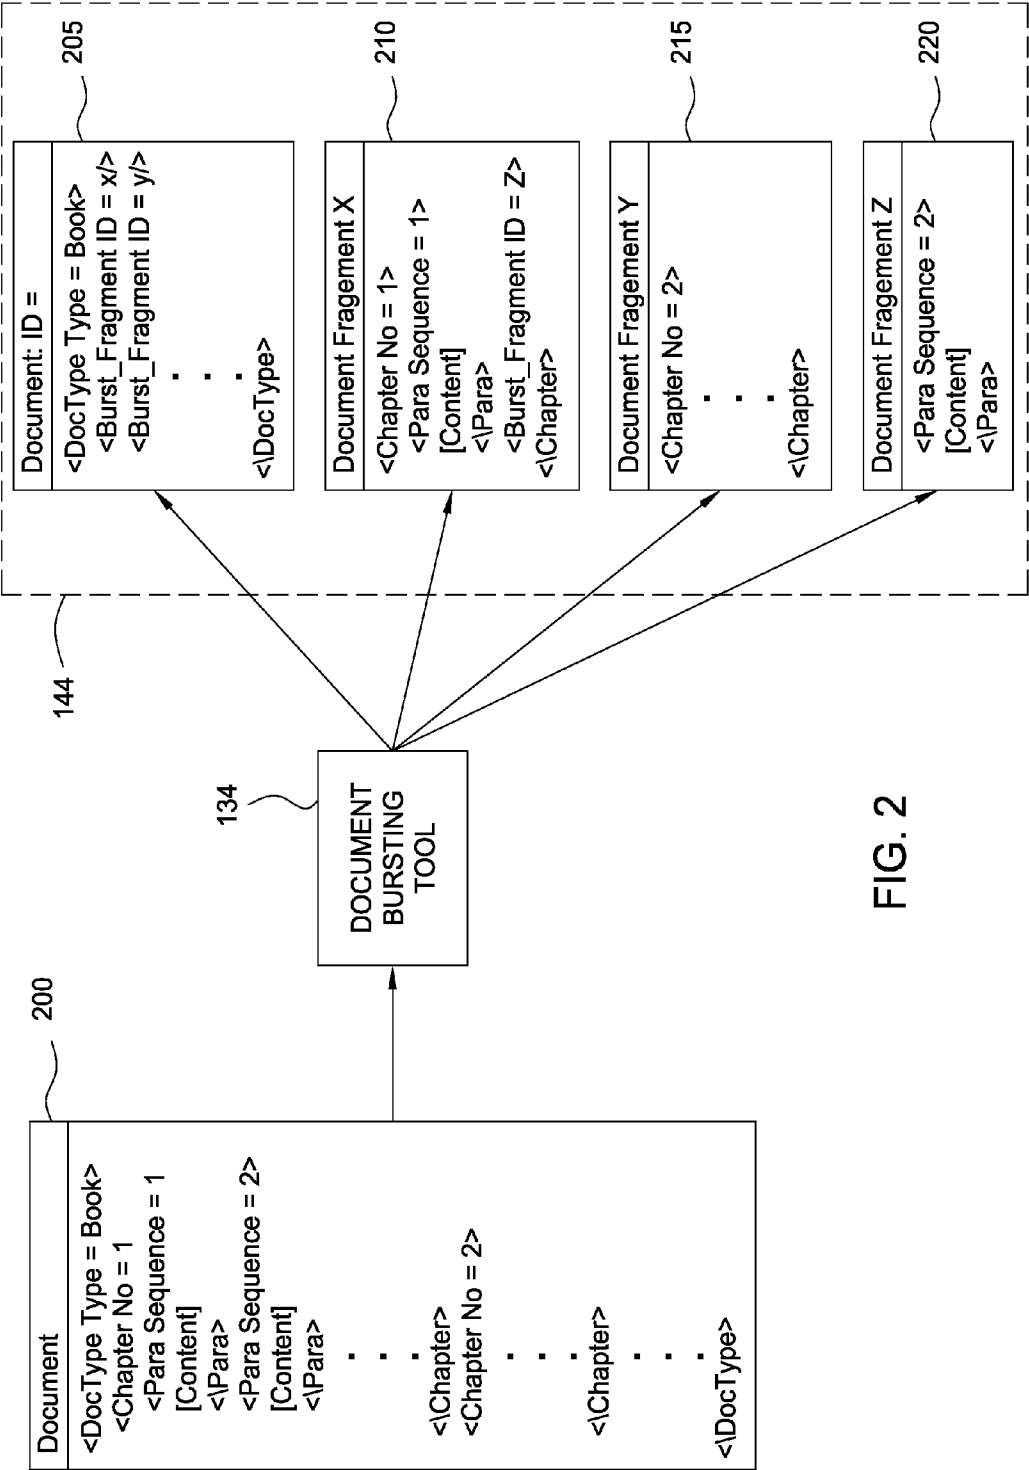 Document
<DocType Type = Book>
<Chapter No = 1
<Para Sequence = 1
[Content]
<\Para>
<Para Sequence = 2>
[Content]
<\Para>
. . .
<\Chapter>
<Chapter No = 2>
. . .
<\Chapter>
. . .
<\DocType>
200
DOCUMENT
BURSTING
TOOL
134
144
Document: ID =
<DocType Type = Book>
<Burst_Fragment ID = x/>
<Burst_Fragment ID = y/>
. . .
<\DocType>
205
Document Fragement X
<Chapter No = 1>
<Para Sequence = 1>
[Content]
<\Para>
<Burst_Fragment ID = Z>
<\Chapter>
210
Document Fragement Y
<Chapter No = 2>
. . .
<\Chapter>
215
Document Fragement Z
<Para Sequence = 2>
[Content]
<\Para>
220
FIG. 2